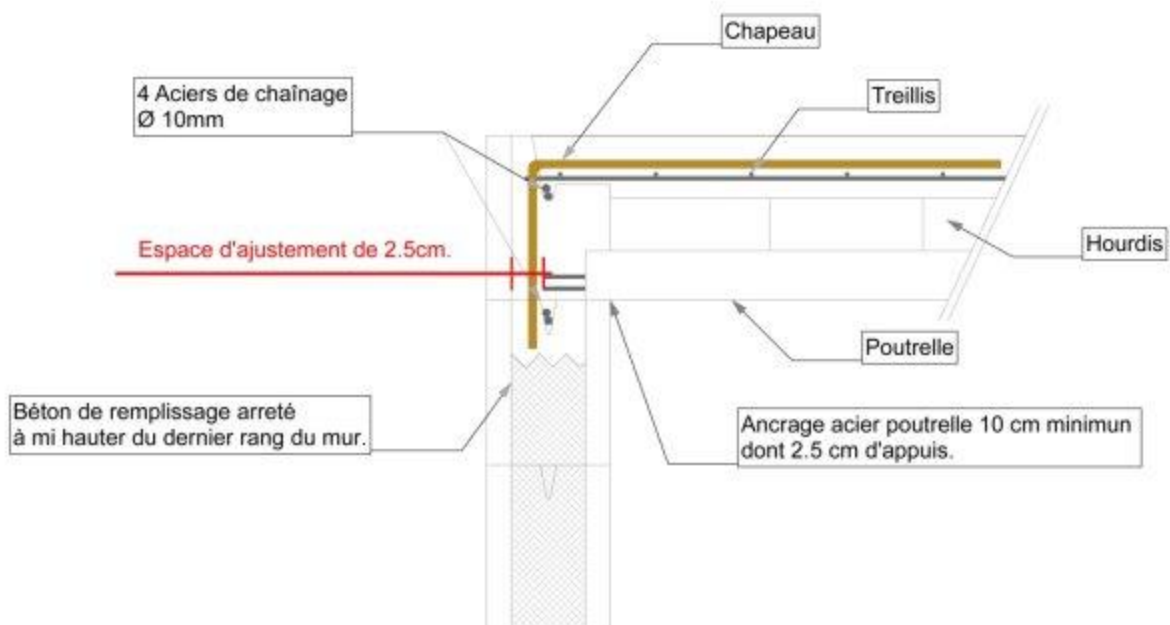 Chapeau
4 Aciers de chaînage
Ø 10mm
Treillis
Espace d'ajustement de 2.5cm.
Hourdis
Poutrelle
Béton de remplissage arreté
à mi hauter du dernier rang du mur.
Ancrage acier poutrelle 10 cm minimun
dont 2.5 cm d'appuis.